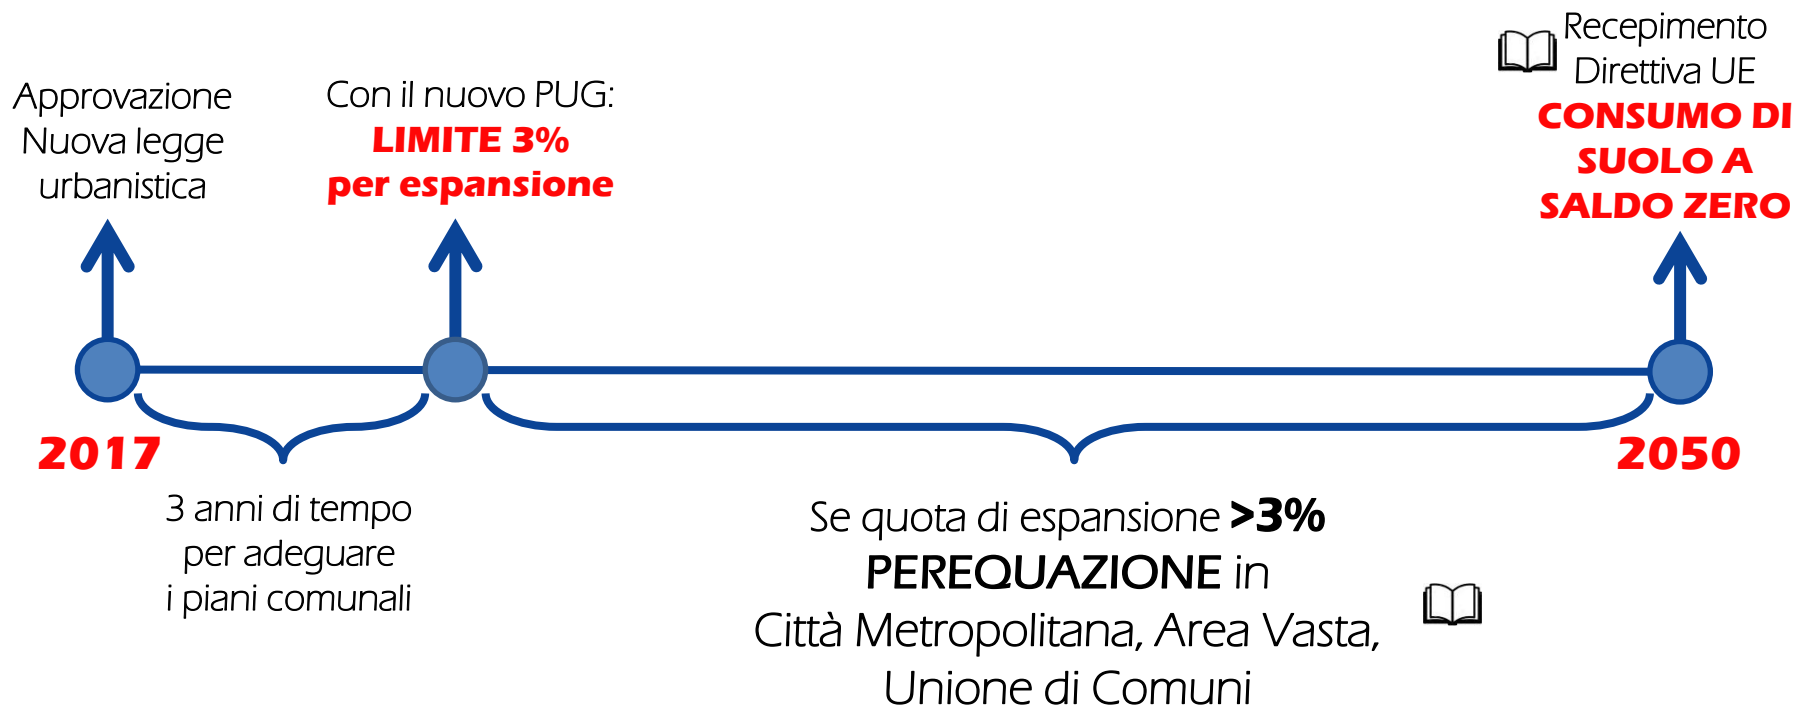 Approvazione
Nuova legge
urbanistica
Con il nuovo PUG:
LIMITE 3%
per espansione
Recepimento
Direttiva UE
CONSUMO DI
SUOLO A
SALDO ZERO
2017
2050
3 anni di tempo
per adeguare
i piani comunali
Se quota di espansione >3%
PEREQUAZIONE in
Città Metropolitana, Area Vasta,
Unione di Comuni